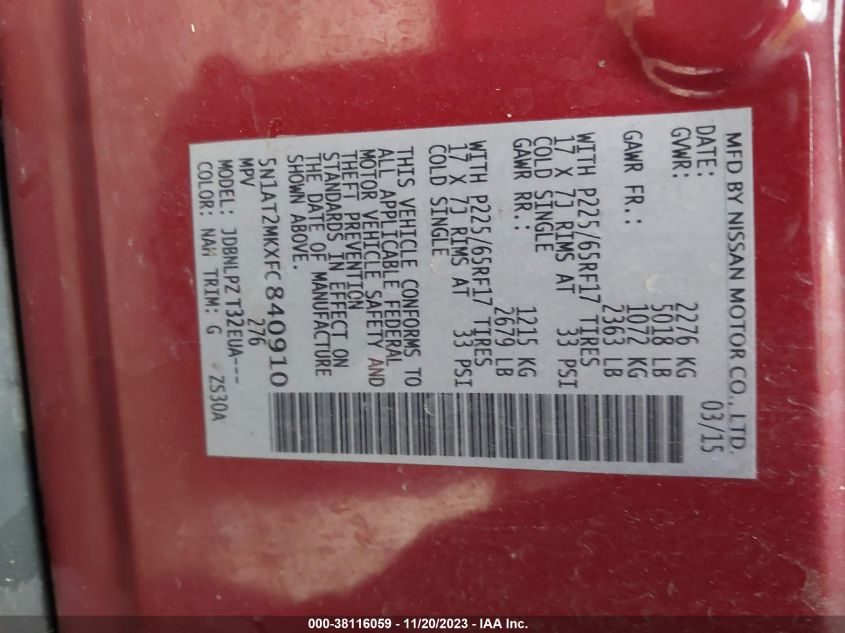 MFD BY NISSAN MOTOR CO., LTD.
DATE: 03/15
GVWR: 2276 KG
5018 LB
GAWR FR.: 1072 KG
2363 LB
WITH P225/65RF17 TIRES
17 X 7J RIMS AT 33 PSI
COLD SINGLE
GAWR RR.: 1215 KG
2679 LB
WITH P225/65RF17 TIRES
17 X 7J RIMS AT 33 PSI
COLD SINGLE
THIS VEHICLE CONFORMS TO
ALL APPLICABLE FEDERAL
MOTOR VEHICLE SAFETY AND
THEFT PREVENTION
STANDARDS IN EFFECT ON
THE DATE OF MANUFACTURE
SHOWN ABOVE.
5N1AT2MKXFC840910
MPV 276
MODEL: JDBNLPZ T32EUA---
COLOR: NAH TRIM: G ZS30A
000-38116059 - 11/20/2023 - IAA Inc.